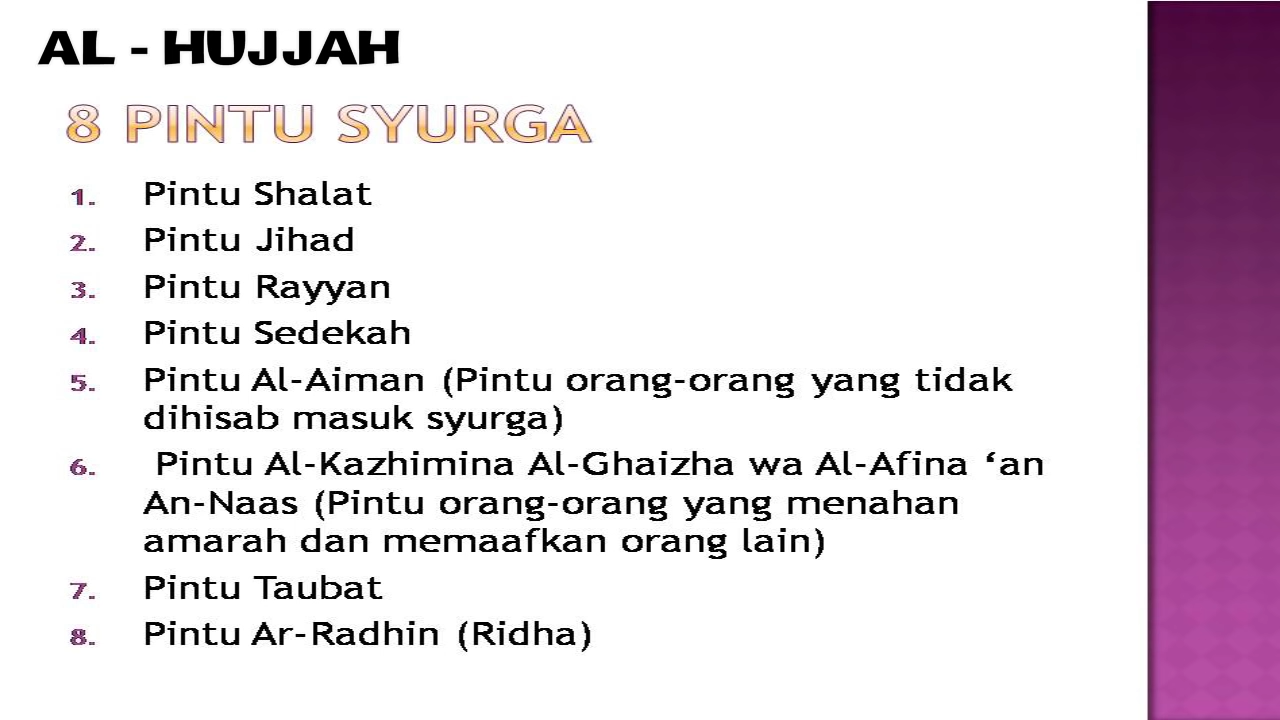 AL - HUJJAH
8 PINTU SYURGA
1. Pintu Shalat
2. Pintu Jihad
3. Pintu Rayyan
4. Pintu Sedekah
5. Pintu Al-Aiman (Pintu orang-orang yang tidak
dihisab masuk syurga)
6. Pintu Al-Kazhimina Al-Ghaizha wa Al-Afina ‘an
An-Naas (Pintu orang-orang yang menahan
amarah dan memaafkan orang lain)
7. Pintu Taubat
8. Pintu Ar-Radhin (Ridha)